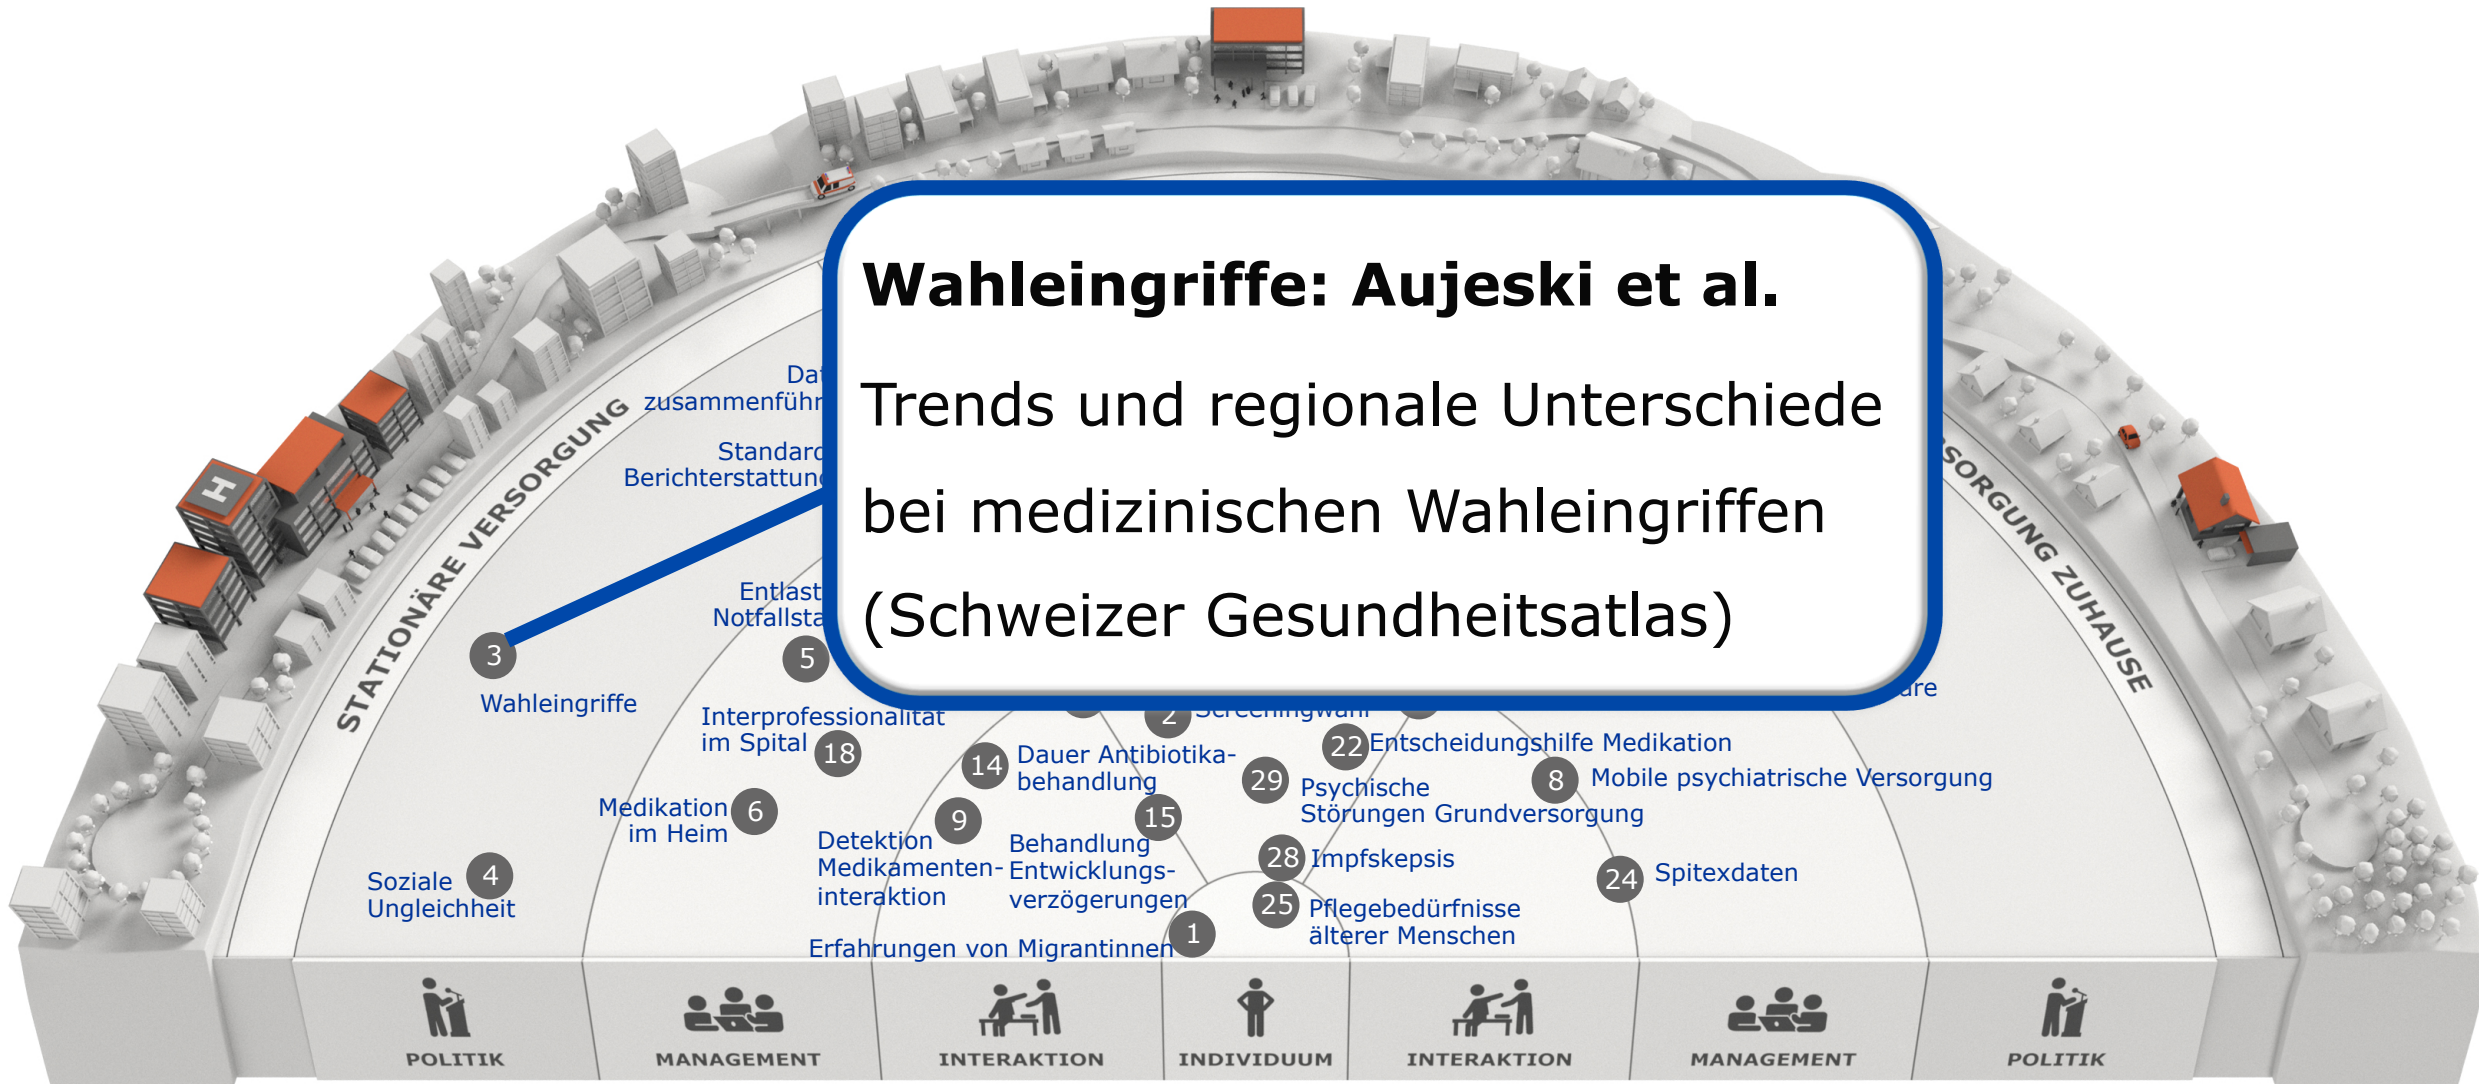 Wahleingriffe: Aujeski et al.
Trends und regionale Unterschiede
bei medizinischen Wahleingriffen
(Schweizer Gesundheitsatlas)
STATIONÄRE VERSORGUNG
ZUHAUSE
H
3
Wahleingriffe
5
Interprofessionalität
im Spital
18
Medikation
im Heim
6
Soziale
Ungleichheit
4
14
Dauer Antibiotika-
behandlung
9
Detektion
Medikamenten-
interaktion
15
Behandlung
Entwicklungs-
verzögerungen
2
22
Entscheidungshilfe Medikation
29
Psychische
Störungen Grundversorgung
8
Mobile psychiatrische Versorgung
28
Impfskepsis
24
Spitexdaten
25
Pflegebedürfnisse
älterer Menschen
Erfahrungen von Migrantinnen
1
POLITIK
MANAGEMENT
INTERAKTION
INDIVIDUUM
INTERAKTION
MANAGEMENT
POLITIK